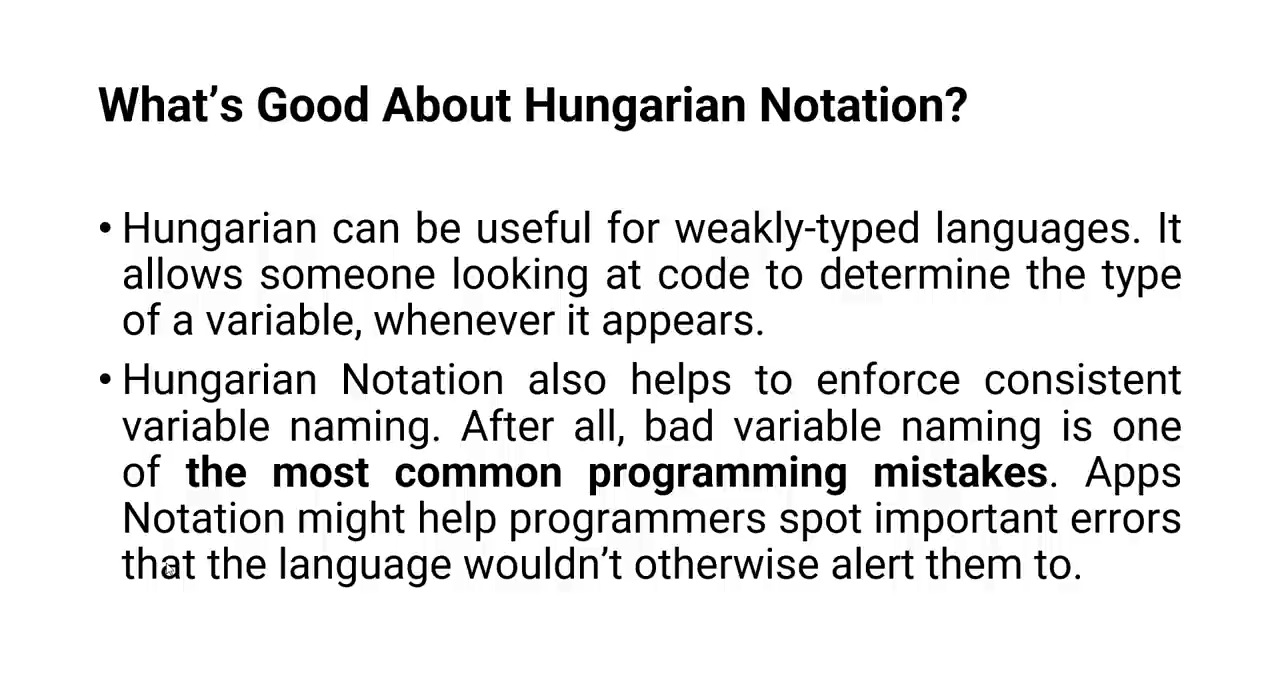 What’s Good About Hungarian Notation?
• Hungarian can be useful for weakly-typed languages. It
allows someone looking at code to determine the type
of a variable, whenever it appears.
• Hungarian Notation also helps to enforce consistent
variable naming. After all, bad variable naming is one
of the most common programming mistakes. Apps
Notation might help programmers spot important errors
that the language wouldn’t otherwise alert them to.